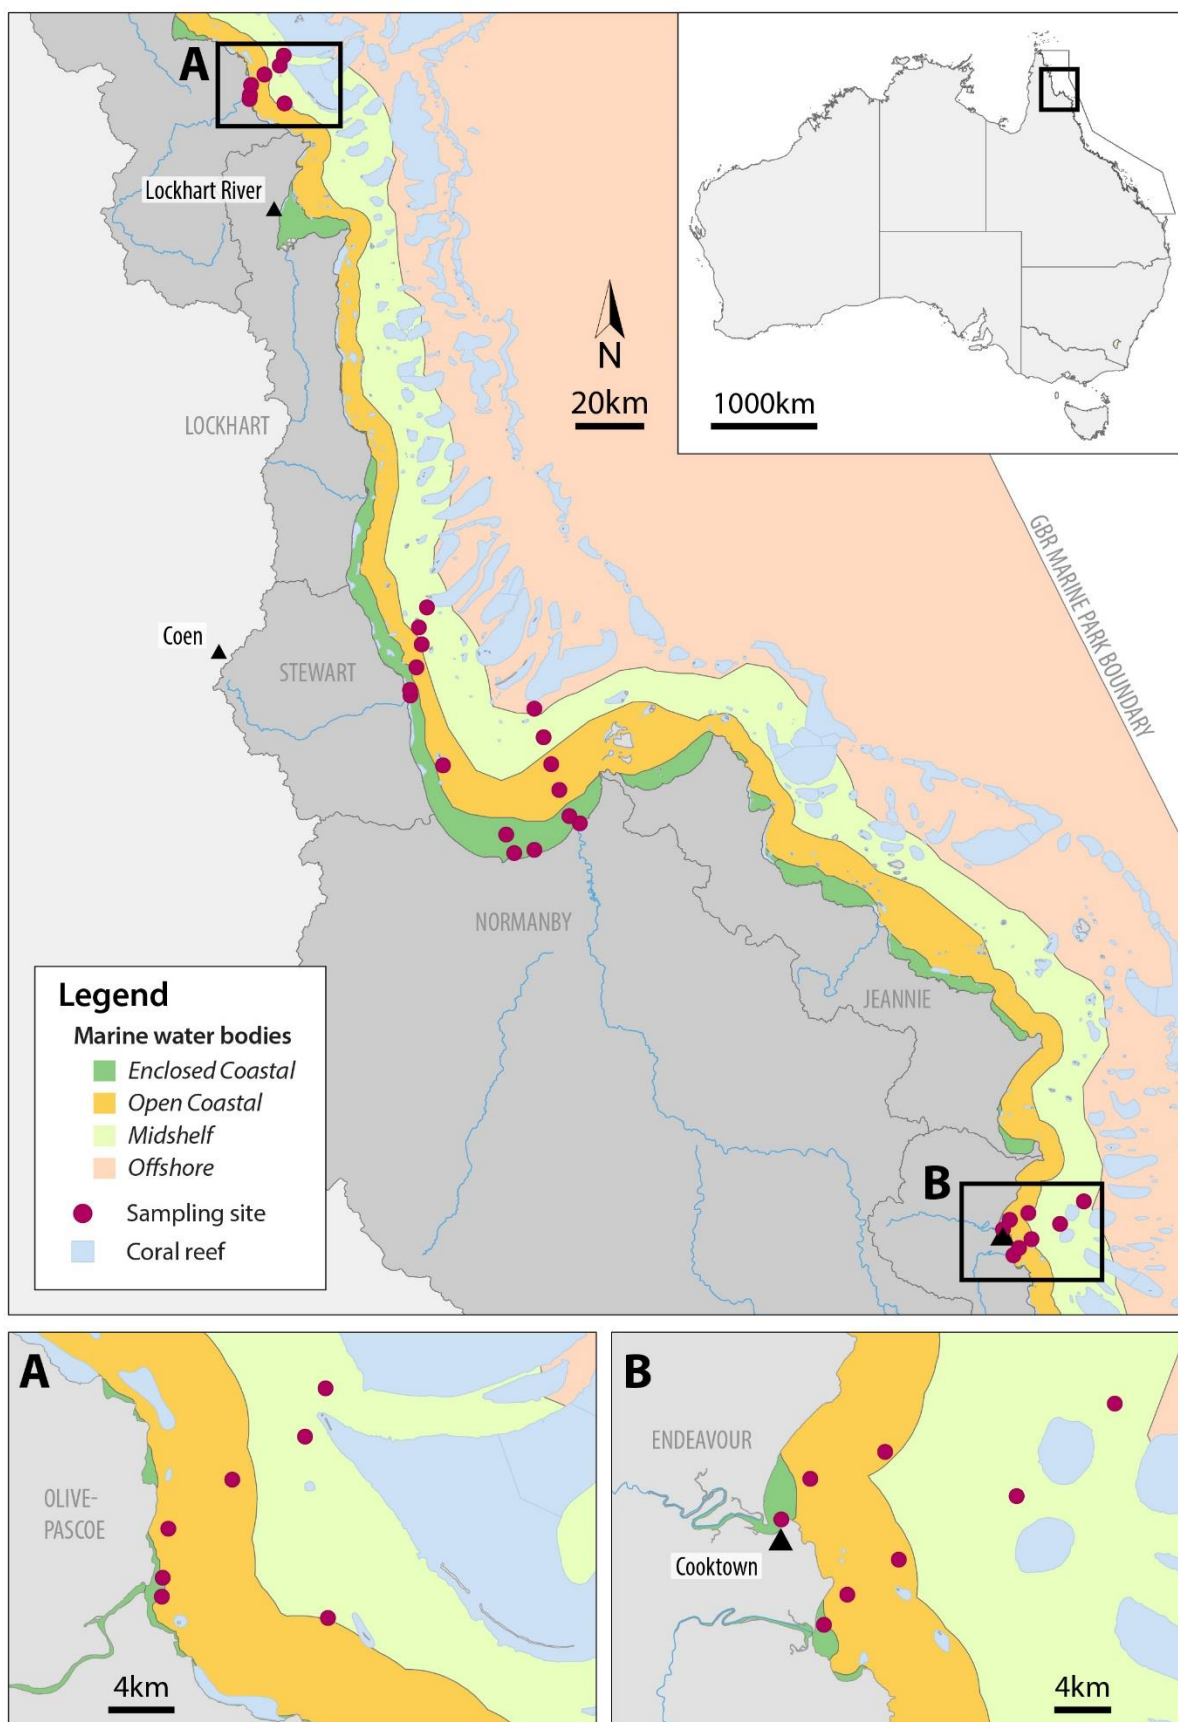 A
Lockhart River
N
20km
1000km
LOCKHART
GBR MARINE PARK BOUNDARY
Coen
STEWART
NORMANBY
JEANNIE
Legend
Marine water bodies
Enclosed Coastal
Open Coastal
Midshelf
Offshore
Sampling site
Coral reef
B
A
OLIVE-
PASCOE
4km
B
ENDEAVOUR
Cooktown
4km